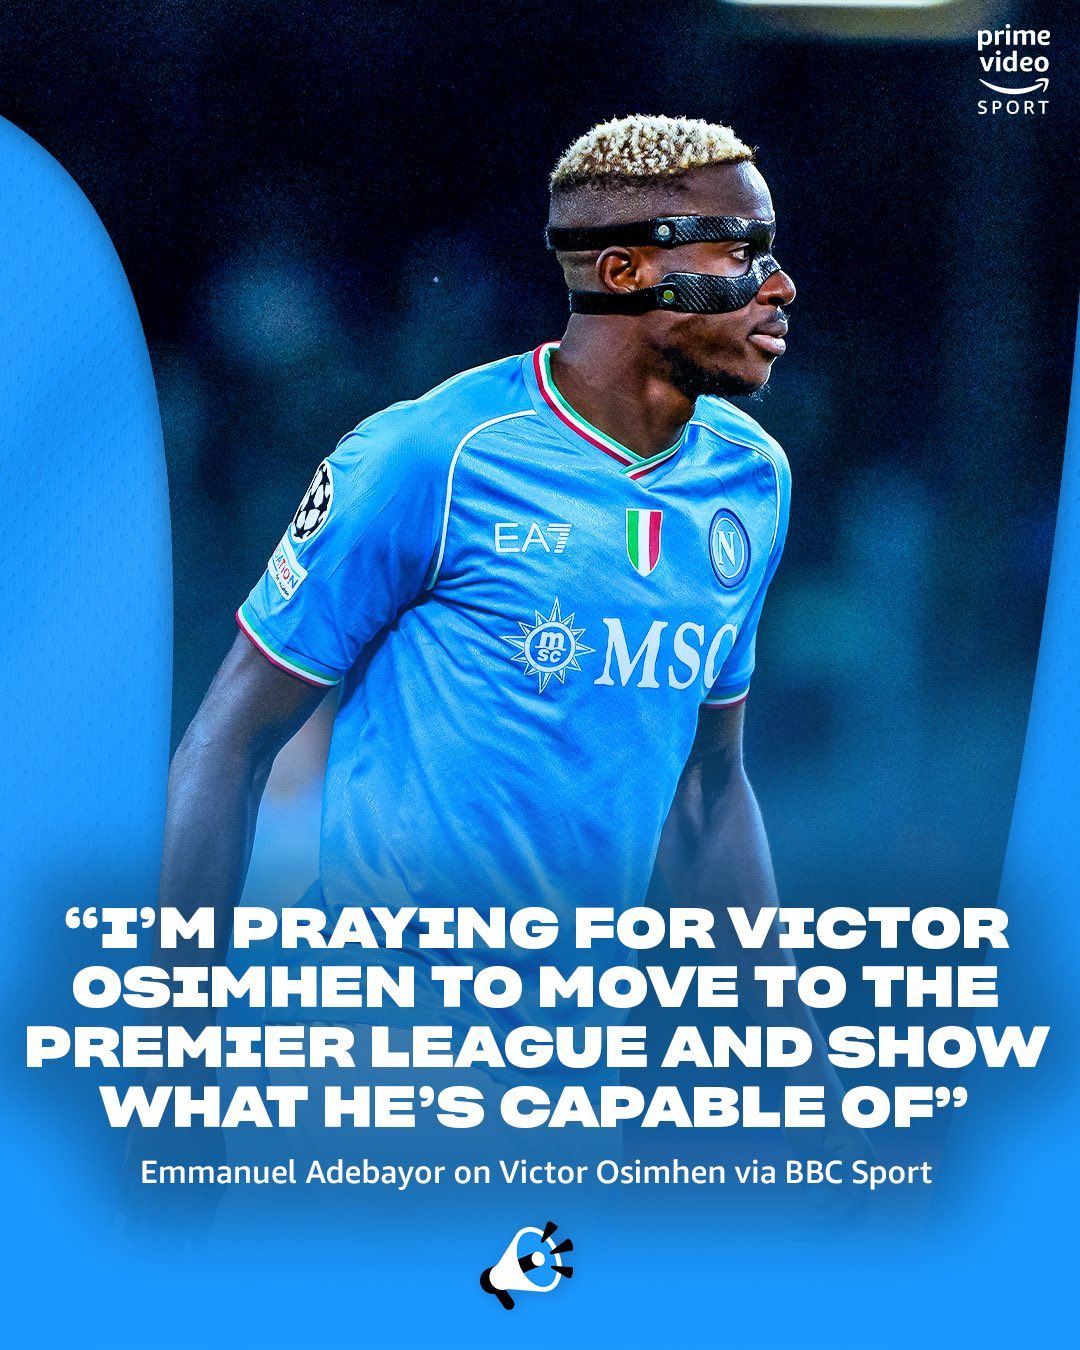 prime
video
SPORT
EA7
N
m
sc
MSC
“I’M PRAYING FOR VICTOR
OSIMHEN TO MOVE TO THE
PREMIER LEAGUE AND SHOW
WHAT HE’S CAPABLE OF”
Emmanuel Adebayor on Victor Osimhen via BBC Sport